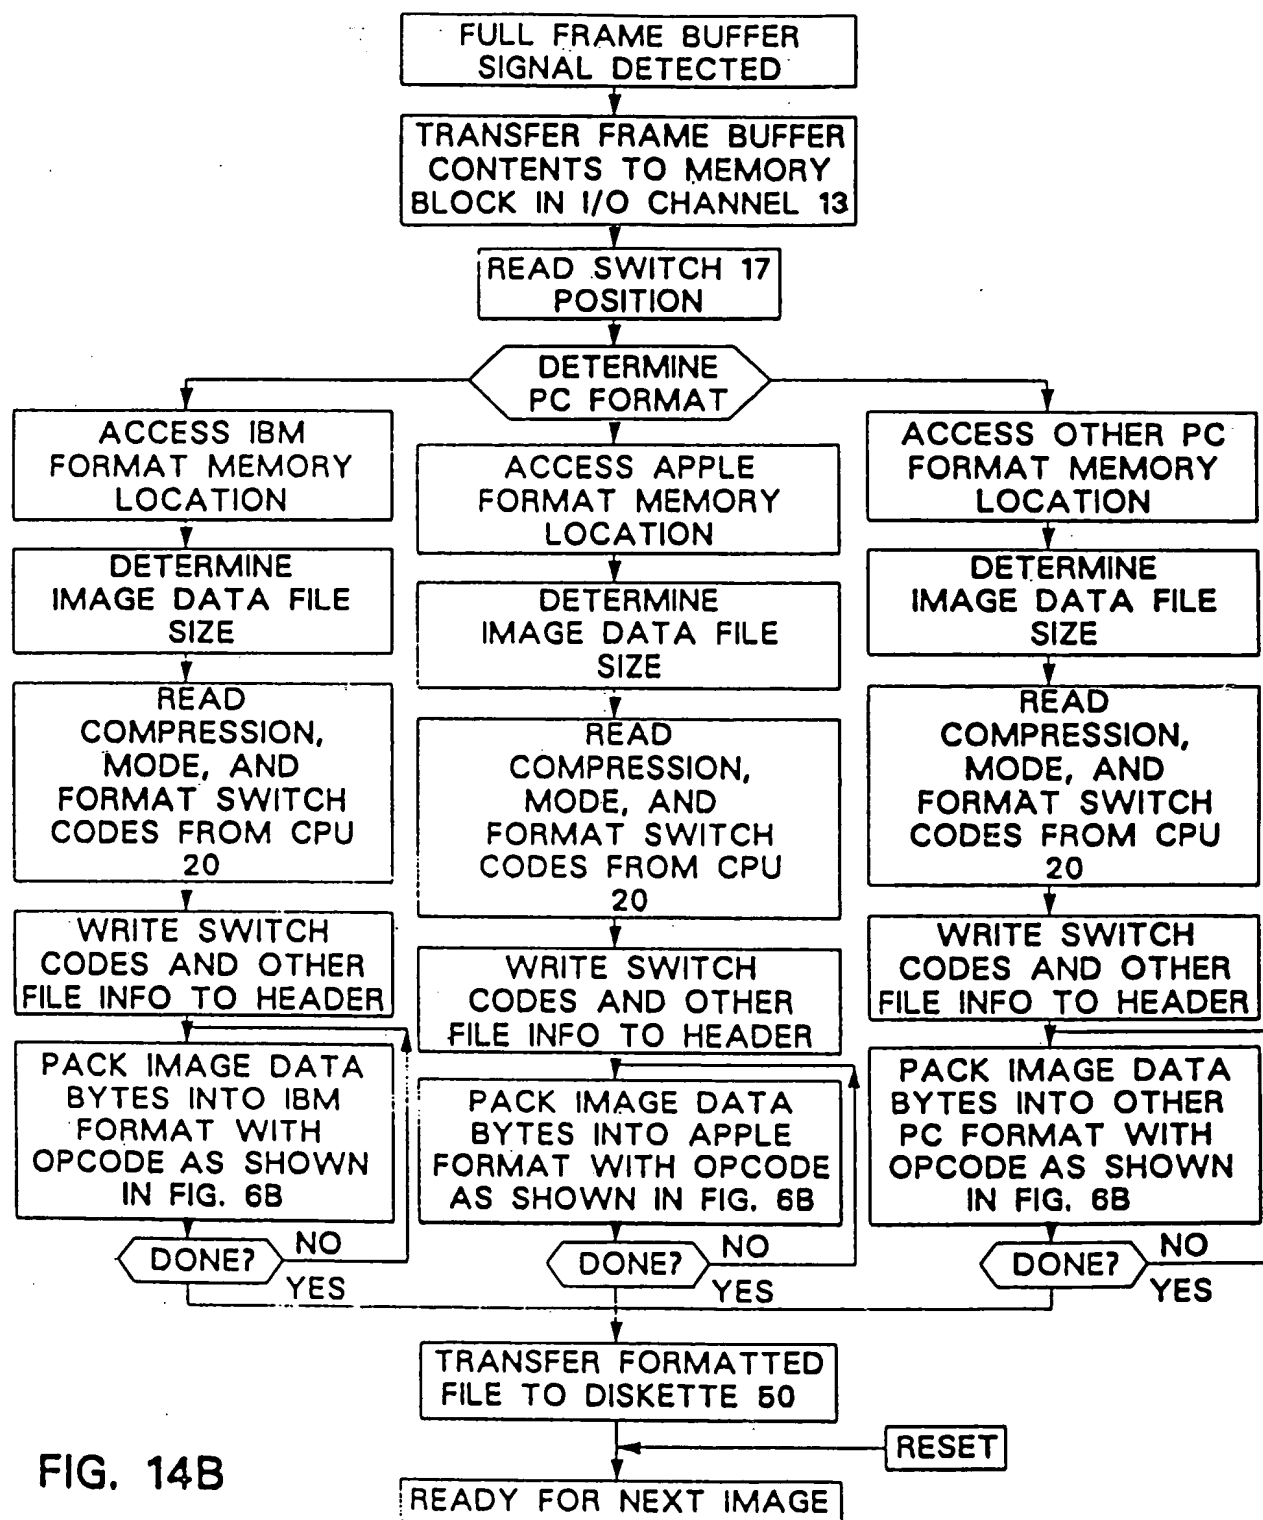 FULL FRAME BUFFER
SIGNAL DETECTED
TRANSFER FRAME BUFFER
CONTENTS TO MEMORY
BLOCK IN I/O CHANNEL 13
READ SWITCH 17
POSITION
DETERMINE
PC FORMAT
ACCESS IBM
FORMAT MEMORY
LOCATION
DETERMINE
IMAGE DATA FILE
SIZE
READ
COMPRESSION,
MODE, AND
FORMAT SWITCH
CODES FROM CPU
20
WRITE SWITCH
CODES AND OTHER
FILE INFO TO HEADER
PACK IMAGE DATA
BYTES INTO IBM
FORMAT WITH
OPCODE AS SHOWN
IN FIG. 6B
DONE?
NO
YES
ACCESS APPLE
FORMAT MEMORY
LOCATION
DETERMINE
IMAGE DATA FILE
SIZE
READ
COMPRESSION,
MODE, AND
FORMAT SWITCH
CODES FROM CPU
20
WRITE SWITCH
CODES AND OTHER
FILE INFO TO HEADER
PACK IMAGE DATA
BYTES INTO APPLE
FORMAT WITH OPCODE
AS SHOWN IN FIG. 6B
DONE?
NO
YES
ACCESS OTHER PC
FORMAT MEMORY
LOCATION
DETERMINE
IMAGE DATA FILE
SIZE
READ
COMPRESSION,
MODE, AND
FORMAT SWITCH
CODES FROM CPU
20
WRITE SWITCH
CODES AND OTHER
FILE INFO TO HEADER
PACK IMAGE DATA
BYTES INTO OTHER
PC FORMAT WITH
OPCODE AS SHOWN
IN FIG. 6B
DONE?
NO
YES
TRANSFER FORMATTED
FILE TO DISKETTE 50
RESET
READY FOR NEXT IMAGE
FIG. 14B